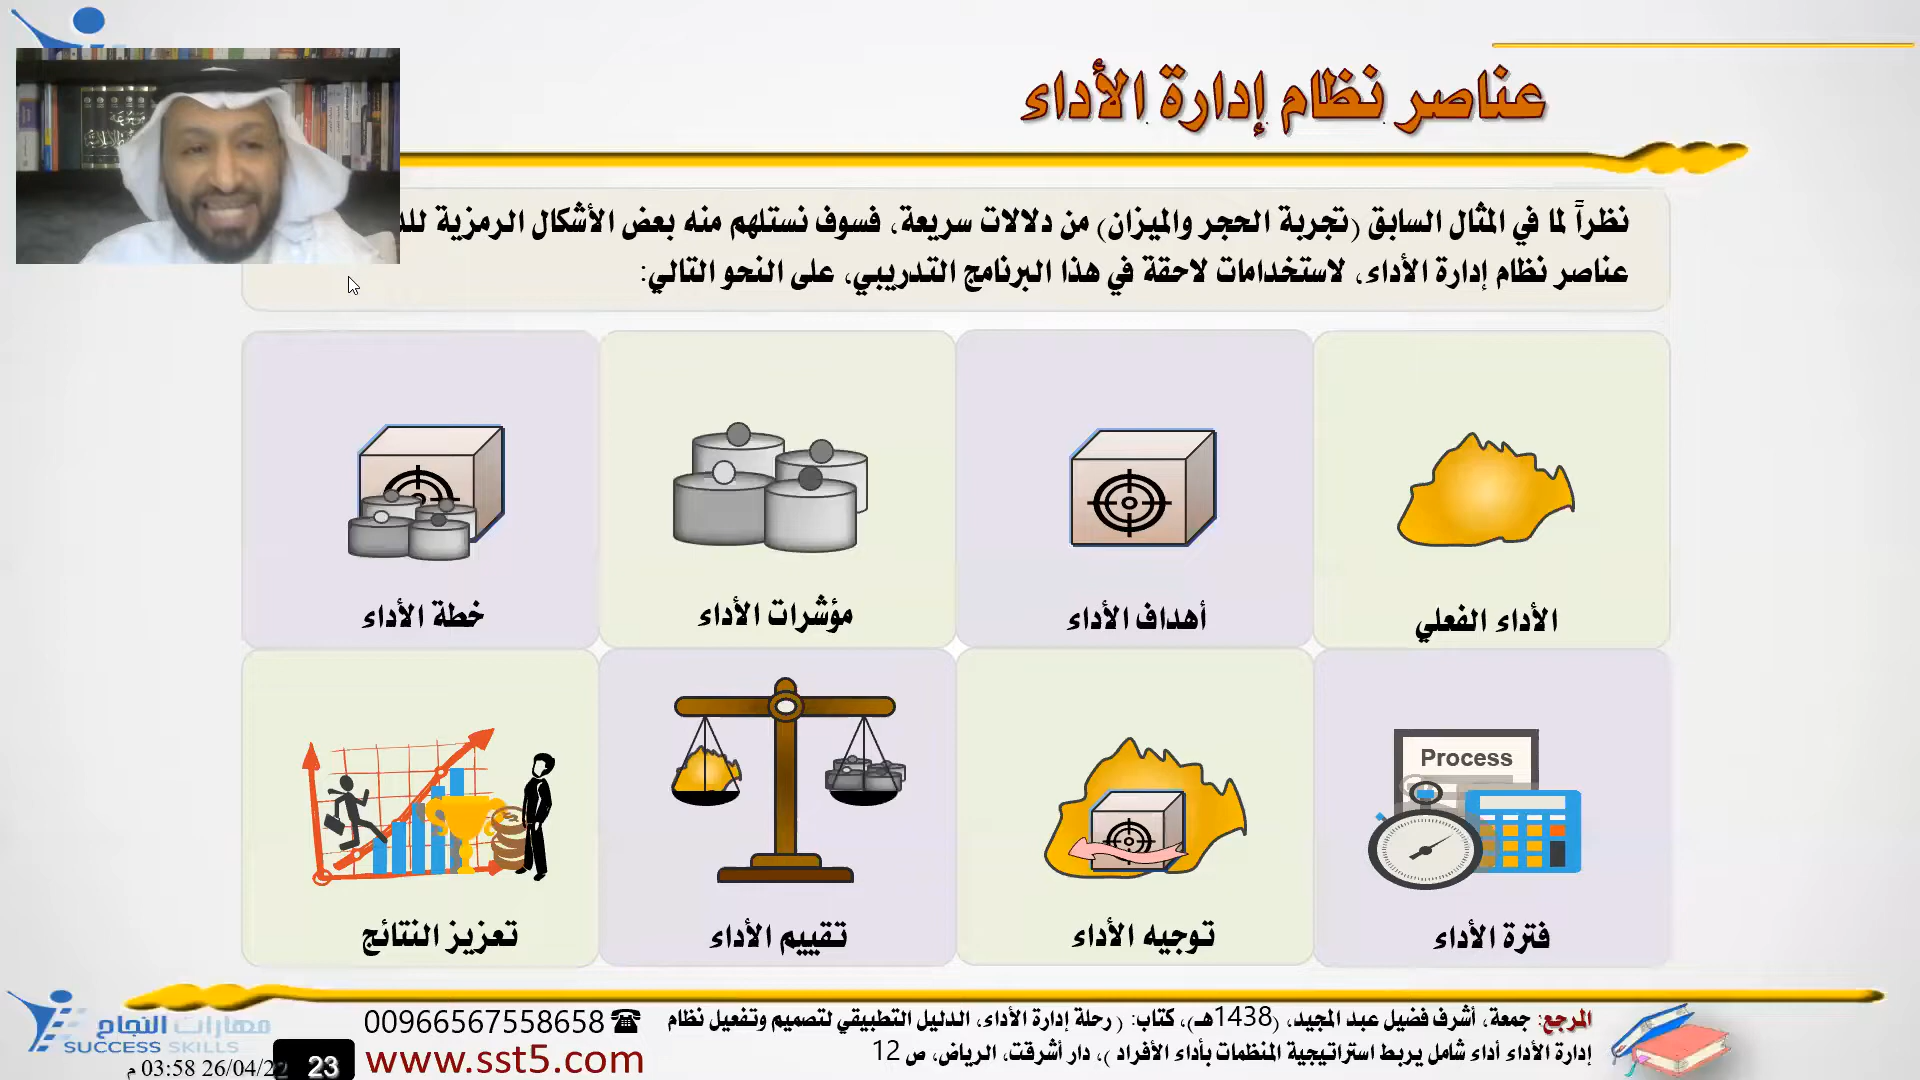 عناصر نظام إدارة الأداء
نظراً لما في المثال السابق (تجربة الحجر والميزان) من دلالات سريعة، فسوف نستلهم منه بعض الأشكال الرمزية
عناصر نظام إدارة الأداء، لاستخدامات لاحقة في هذا البرنامج التدريبي، على النحو التالي:
الأداء الفعلي
أهداف الأداء
مؤشرات الأداء
خطة الأداء
Process
فترة الأداء
توجيه الأداء
تقييم الأداء
تعزيز النتائج
المرجع: جمعة، أشرف فضيل عبد المجيد، (1438هـ)، كتاب: ( رحلة إدارة الأداء، الدليل التطبيقي لتصميم وتفعيل نظام
إدارة الأداء أداء شامل يربط استراتيجية المنظمات بأداء الأفراد )، دار أشرقت، الرياض، ص 12
00966567558658
www.sst5.com
مهارات النجاح
SUCCESS SKILLS
03:58 26/04/22 م
23